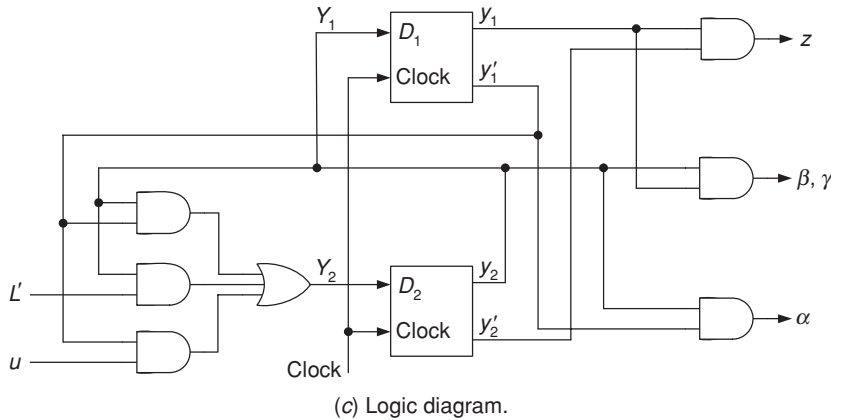 Y₁
D₁
y₁
z
Clock
y₁′
β, γ
L′
Y₂
D₂
y₂
u
Clock
y₂′
α
Clock
(c) Logic diagram.